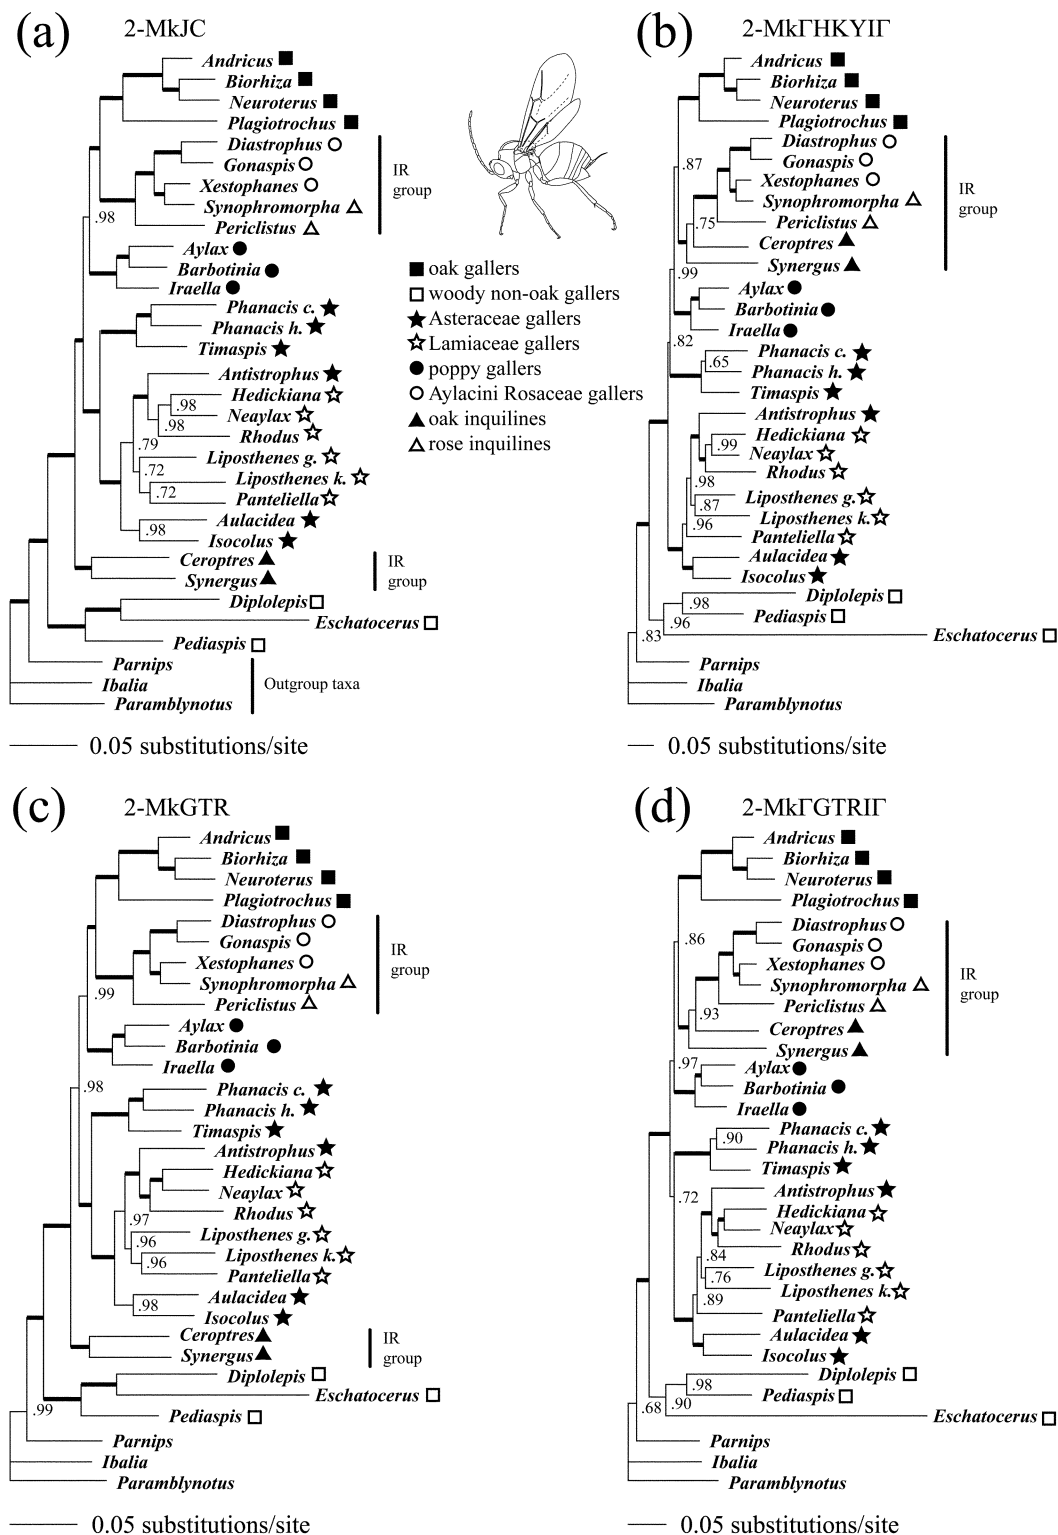 (a)
2-MkJC
Andricus
Biorhiza
Neuroterus
Plagiotrochus
Diastrophus
Gonaspis
Xestophanes
Synophromorpha
Periclistus
IR
group
.98
Aylax
Barbotinia
Iraella
Phanacis c.
Phanacis h.
Timaspis
Antistrophus
Hedickiana
.98
Neaylax
.98
Rhodus
.79
Liposthenes g.
.72
Liposthenes k.
.72
Panteliella
Aulacidea
.98
Isocolus
Ceroptres
Synergus
IR
group
Diplolepis
Eschatocerus
Pediaspis
Parnips
Ibalia
Paramblynotus
Outgroup taxa
0.05 substitutions/site
oak gallers
woody non-oak gallers
Asteraceae gallers
Lamiaceae gallers
poppy gallers
Aylacini Rosaceae gallers
oak inquilines
rose inquilines
(b)
2-MkΓHKYIΓ
Andricus
Biorhiza
Neuroterus
Plagiotrochus
Diastrophus
.87
Gonaspis
Xestophanes
Synophromorpha
.75
Periclistus
Ceroptres
Synergus
IR
group
.99
Aylax
Barbotinia
Iraella
.82
Phanacis c.
.65
Phanacis h.
Timaspis
Antistrophus
Hedickiana
.99
Neaylax
Rhodus
.98
Liposthenes g.
.87
Liposthenes k.
.96
Panteliella
Aulacidea
Isocolus
Diplolepis
.98
Pediaspis
.96
.83
Eschatocerus
Parnips
Ibalia
Paramblynotus
0.05 substitutions/site
(c)
2-MkGTR
Andricus
Biorhiza
Neuroterus
Plagiotrochus
Diastrophus
Gonaspis
Xestophanes
Synophromorpha
Periclistus
IR
group
.99
Aylax
Barbotinia
Iraella
.98
Phanacis c.
Phanacis h.
Timaspis
Antistrophus
Hedickiana
Neaylax
Rhodus
.97
Liposthenes g.
.96
Liposthenes k.
.96
Panteliella
Aulacidea
.98
Isocolus
Ceroptres
Synergus
IR
group
Diplolepis
Eschatocerus
.99
Pediaspis
Parnips
Ibalia
Paramblynotus
0.05 substitutions/site
(d)
2-MkΓGTRIΓ
Andricus
Biorhiza
Neuroterus
Plagiotrochus
Diastrophus
.86
Gonaspis
Xestophanes
Synophromorpha
Periclistus
.93
Ceroptres
Synergus
IR
group
.97
Aylax
Barbotinia
Iraella
Phanacis c.
.90
Phanacis h.
Timaspis
Antistrophus
.72
Hedickiana
Neaylax
Rhodus
.84
Liposthenes g.
.76
Liposthenes k.
.89
Panteliella
Aulacidea
Isocolus
Diplolepis
.98
Pediaspis
.90
.68
Eschatocerus
Parnips
Ibalia
Paramblynotus
0.05 substitutions/site